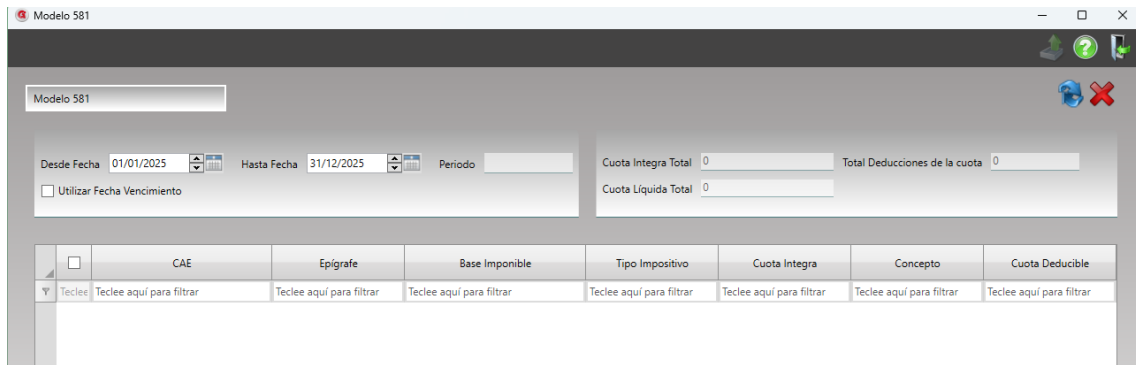 Modelo 581
Modelo 581
Desde Fecha 01/01/2025 Hasta Fecha 31/12/2025 Periodo
Utilizar Fecha Vencimiento
Cuota Integra Total 0 Total Deducciones de la cuota 0
Cuota Líquida Total 0
CAE Epígrafe Base Imponible Tipo Impositivo Cuota Integra Concepto Cuota Deducible
Teclee Teclee aquí para filtrar Teclee aquí para filtrar Teclee aquí para filtrar Teclee aquí para filtrar Teclee aquí para filtrar Teclee aquí para filtrar Teclee aquí para filtrar